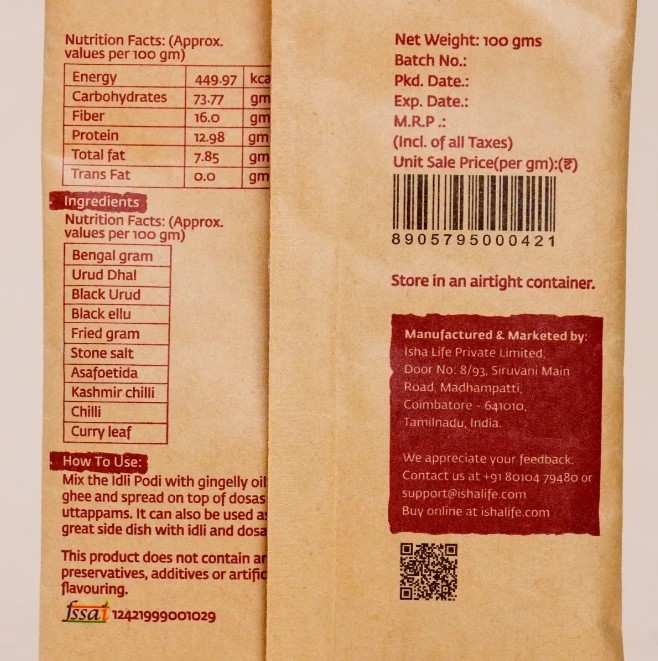 Nutrition Facts: (Approx.
values per 100 gm)
Energy 449.97 kca
Carbohydrates 73.77 gm
Fiber 16.0 gm
Protein 12.98 gm
Total fat 7.85 gm
Trans Fat 0.0 gm
Ingredients
Nutrition Facts: (Approx.
values per 100 gm)
Bengal gram
Urud Dhal
Black Urud
Black ellu
Fried gram
Stone salt
Asafoetida
Kashmir chilli
Chilli
Curry leaf
How To Use:
Mix the Idli Podi with gingelly oil
ghee and spread on top of dosas
uttappams. It can also be used as
great side dish with idli and dosa
This product does not contain an
preservatives, additives or artific
flavouring.
fssai 12421999001029
Net Weight: 100 gms
Batch No.:
Pkd. Date.:
Exp. Date.:
M.R.P .:
(Incl. of all Taxes)
Unit Sale Price(per gm):(₹)
8905795000421
Store in an airtight container.
Manufactured & Marketed by:
Isha Life Private Limited,
Door No: 8/93, Siruvani Main
Road, Madhampatti,
Coimbatore - 641010,
Tamilnadu, India.
We appreciate your feedback.
Contact us at +91 80104 79480 or
support@ishalife.com
Buy online at ishalife.com